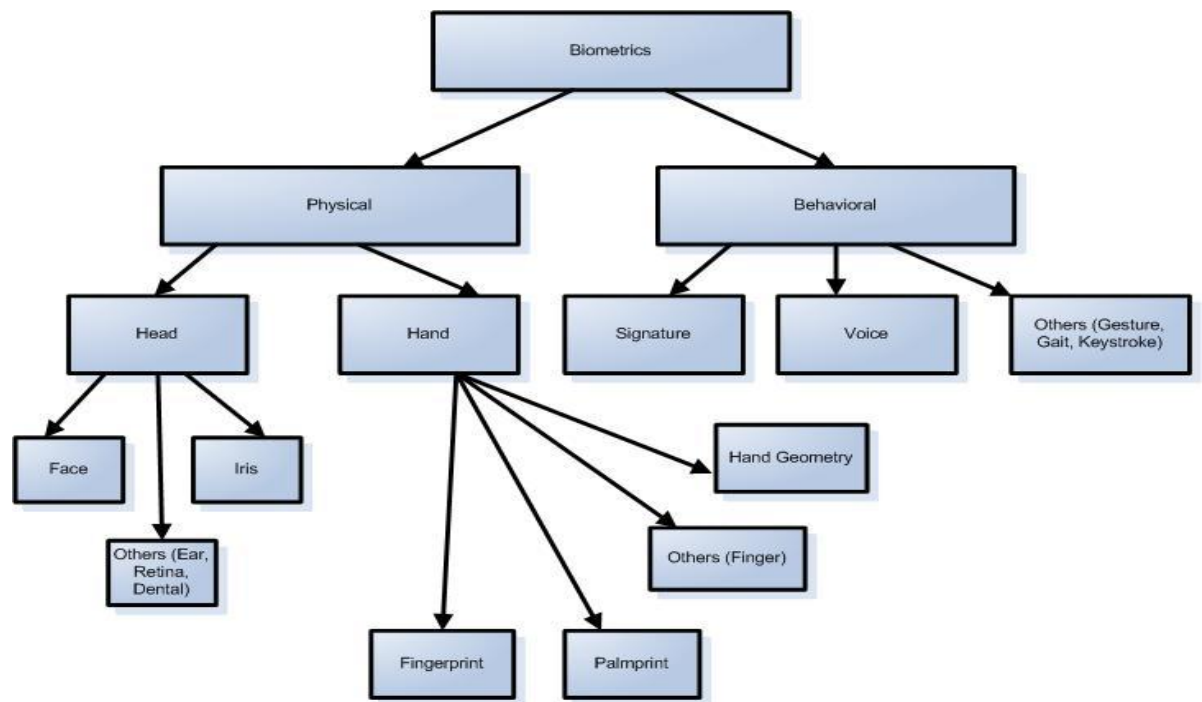 Biometrics
Physical
Behavioral
Head
Hand
Signature
Voice
Others (Gesture,
Gait, Keystroke)
Face
Iris
Hand Geometry
Others (Ear,
Retina,
Dental)
Others (Finger)
Fingerprint
Palmprint